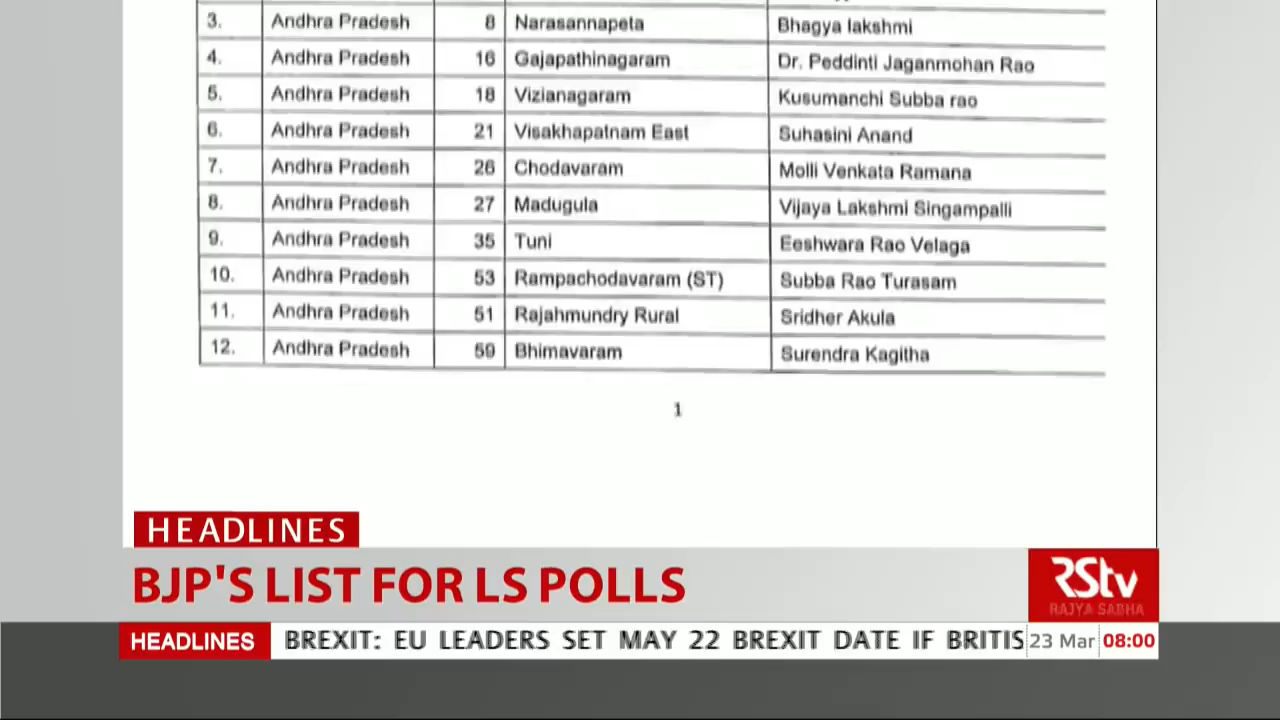 3. Andhra Pradesh 8 Narasannapeta Bhagya lakshmi
4. Andhra Pradesh 16 Gajapathinagaram Dr. Peddinti Jaganmohan Rao
5. Andhra Pradesh 18 Vizianagaram Kusumanchi Subba rao
6. Andhra Pradesh 21 Visakhapatnam East Suhasini Anand
7. Andhra Pradesh 26 Chodavaram Molli Venkata Ramana
8. Andhra Pradesh 27 Madugula Vijaya Lakshmi Singampalli
9. Andhra Pradesh 35 Tuni Eeshwara Rao Velaga
10. Andhra Pradesh 53 Rampachodavaram (ST) Subba Rao Turasam
11. Andhra Pradesh 51 Rajahmundry Rural Sridher Akula
12. Andhra Pradesh 59 Bhimavaram Surendra Kagitha
1
HEADLINES
BJP'S LIST FOR LS POLLS
RStv
RAJYA SABHA
HEADLINES BREXIT: EU LEADERS SET MAY 22 BREXIT DATE IF BRITIS 23 Mar 08:00